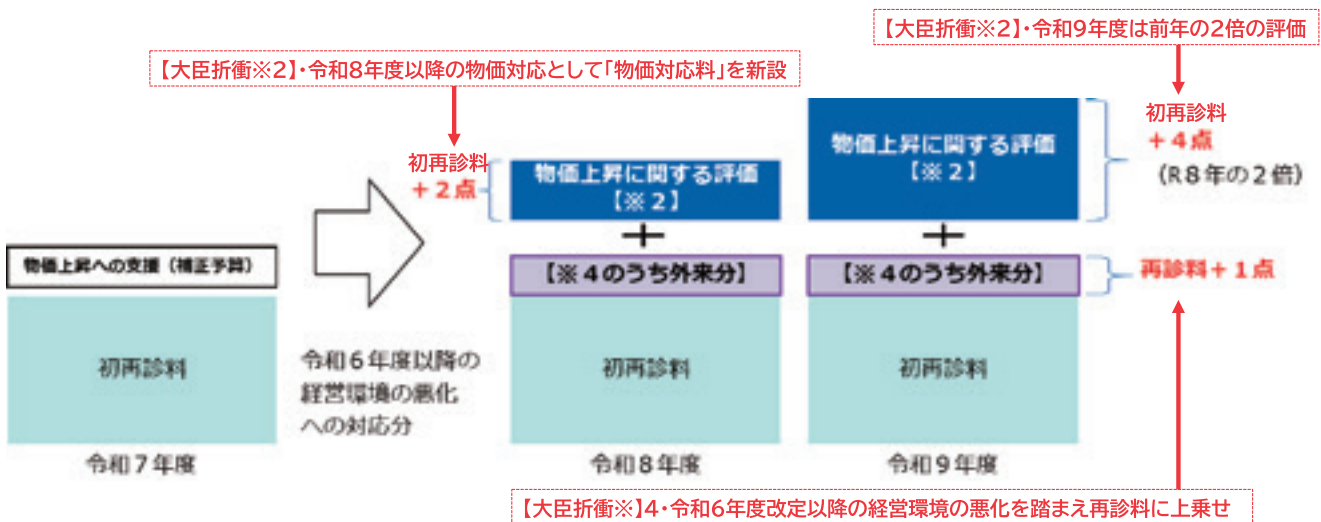 【大臣折衝※2】・令和9年度は前年の2倍の評価
【大臣折衝※2】・令和8年度以降の物価対応として「物価対応料」を新設
初再診料
+4点
(R8年の2倍)
初再診料
+2点
物価上昇に関する評価
【※2】
物価上昇に関する評価
【※2】
+
+
物価上昇への支援(補正予算)
【※4のうち外来分】
【※4のうち外来分】
再診料+1点
初再診料
令和6年度以降の
経営環境の悪化
への対応分
初再診料
初再診料
令和7年度
令和8年度
令和9年度
【大臣折衝※】4・令和6年度改定以降の経営環境の悪化を踏まえ再診料に上乗せ